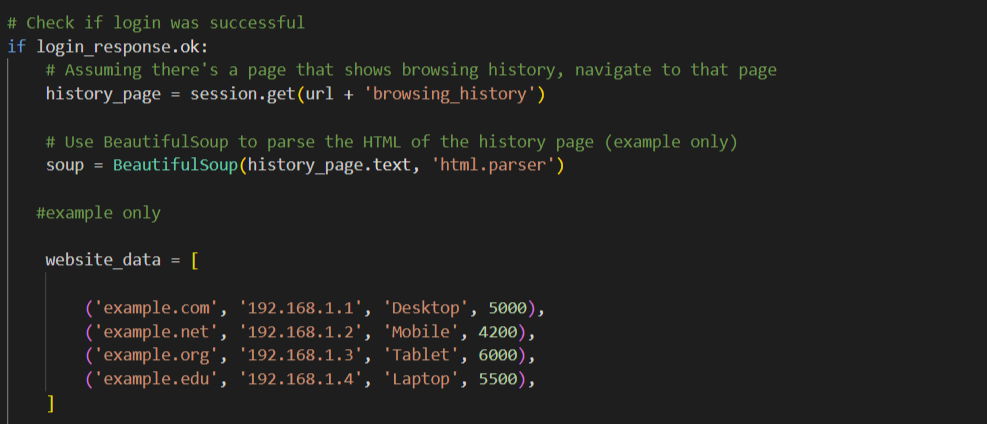 # Check if login was successful
if login_response.ok:
# Assuming there's a page that shows browsing history, navigate to that page
history_page = session.get(url + 'browsing_history')
# Use BeautifulSoup to parse the HTML of the history page (example only)
soup = BeautifulSoup(history_page.text, 'html.parser')
#example only
website_data = [
('example.com', '192.168.1.1', 'Desktop', 5000),
('example.net', '192.168.1.2', 'Mobile', 4200),
('example.org', '192.168.1.3', 'Tablet', 6000),
('example.edu', '192.168.1.4', 'Laptop', 5500),
]